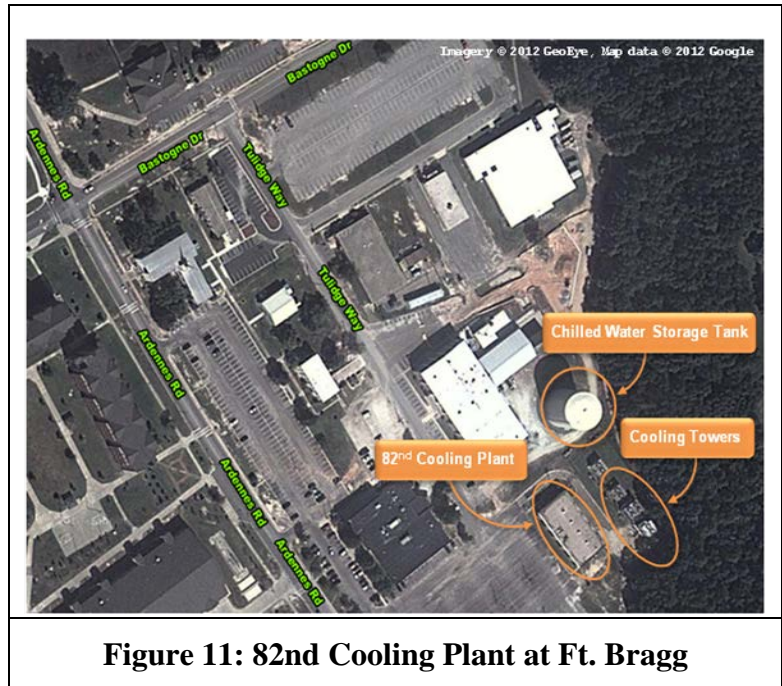 Imagery © 2012 GeoEye, Map data © 2012 Google
Bastogne Dr
Ardennes Rd
Bastogne Dr
Tulidge Way
Tulidge Way
Chilled Water Storage Tank
Ardennes Rd
Cooling Towers
82nd Cooling Plant
Ardennes Rd
Ardennes Rd
Figure 11: 82nd Cooling Plant at Ft. Bragg